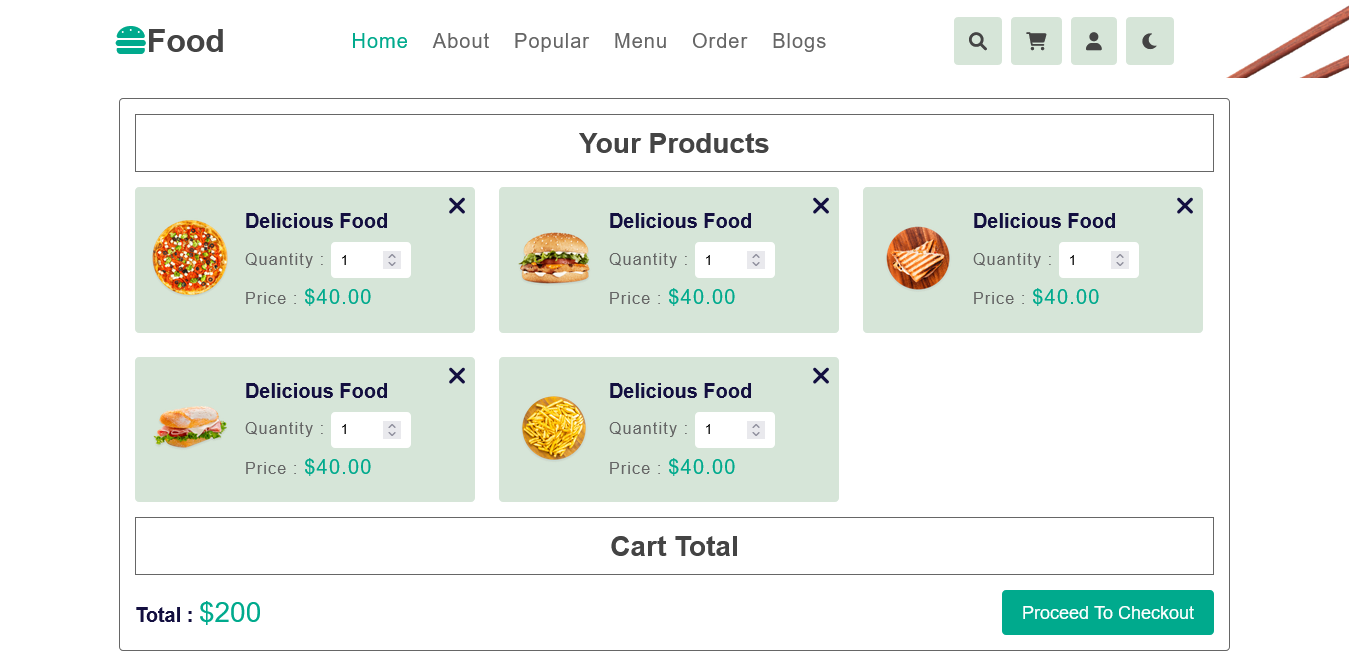 Food
Home About Popular Menu Order Blogs
Your Products
Delicious Food
Quantity : 1
Price : $40.00
Delicious Food
Quantity : 1
Price : $40.00
Delicious Food
Quantity : 1
Price : $40.00
Delicious Food
Quantity : 1
Price : $40.00
Delicious Food
Quantity : 1
Price : $40.00
Cart Total
Total : $200
Proceed To Checkout